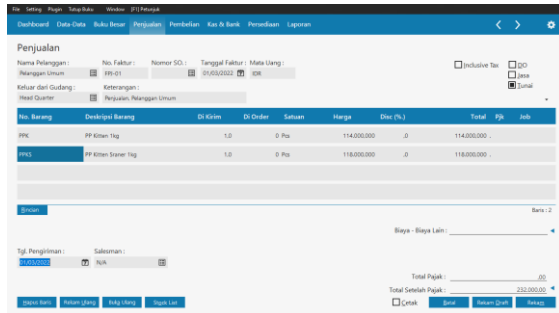 File Setting Plugin Tutup Buku Window [F1] Petunjuk
Dashboard Data-Data Buku Besar Penjualan Pembelian Kas & Bank Persediaan Laporan
Penjualan
Nama Pelanggan : No. Faktur : Nomor SO. : Tanggal Faktur : Mata Uang :
Pelanggan Umum FPJ-01 01/03/2022 IDR
Inclusive Tax DO
Jasa
Tunai
Keluar dari Gudang : Keterangan :
Head Quarter Penjualan, Pelanggan Umum
No. Barang Deskripsi Barang Di Kirim Di Order Satuan Harga Disc (%.) Total Pjk Job
PPK PP Kitten 1kg 1,0 0 Pcs 114.000,000 ,0 114.000,000 ..
PPKS PP Kitten Sraner 1kg 1,0 0 Pcs 118.000,000 ,0 118.000,000 ..
Rincian Baris : 2
Biaya - Biaya Lain :
Tgl. Pengiriman : Salesman :
01/03/2022 N/A
Total Pajak : ,00
Total Setelah Pajak : 232.000,00
Hapus Baris Rekam Ulang Buku Ulang Cetak Batal Rekam Draft Rekam